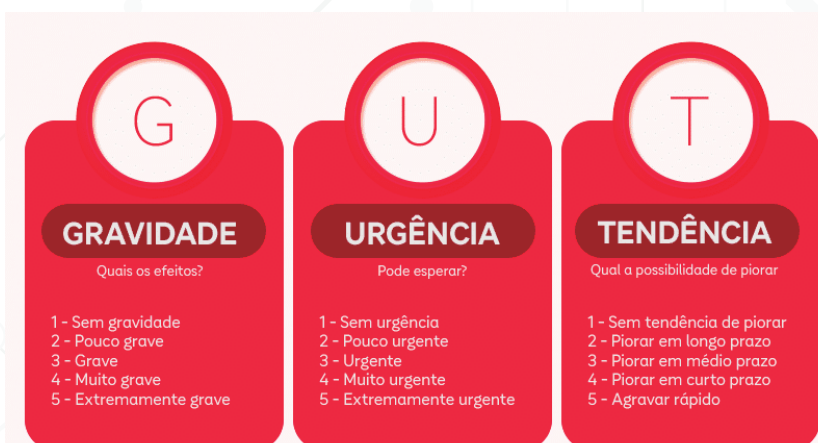 G
GRAVIDADE
Quais os efeitos?
1 - Sem gravidade
2 - Pouco grave
3 - Grave
4 - Muito grave
5 - Extremamente grave
U
URGÊNCIA
Pode esperar?
1 - Sem urgência
2 - Pouco urgente
3 - Urgente
4 - Muito urgente
5 - Extremamente urgente
T
TENDÊNCIA
Qual a possibilidade de piorar
1 - Sem tendência de piorar
2 - Piorar em longo prazo
3 - Piorar em médio prazo
4 - Piorar em curto prazo
5 - Agravar rápido